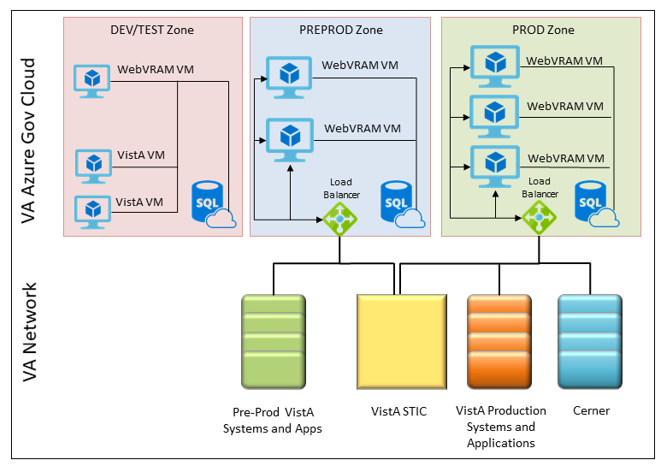 VA Azure Gov Cloud
DEV/TEST Zone
WebVRAM VM
VistA VM
VistA VM
SQL
PREPROD Zone
WebVRAM VM
WebVRAM VM
Load
Balancer
SQL
PROD Zone
WebVRAM VM
WebVRAM VM
WebVRAM VM
Load
Balancer
SQL
VA Network
Pre-Prod VistA
Systems and Apps
VistA STIC
VistA Production
Systems and
Applications
Cerner